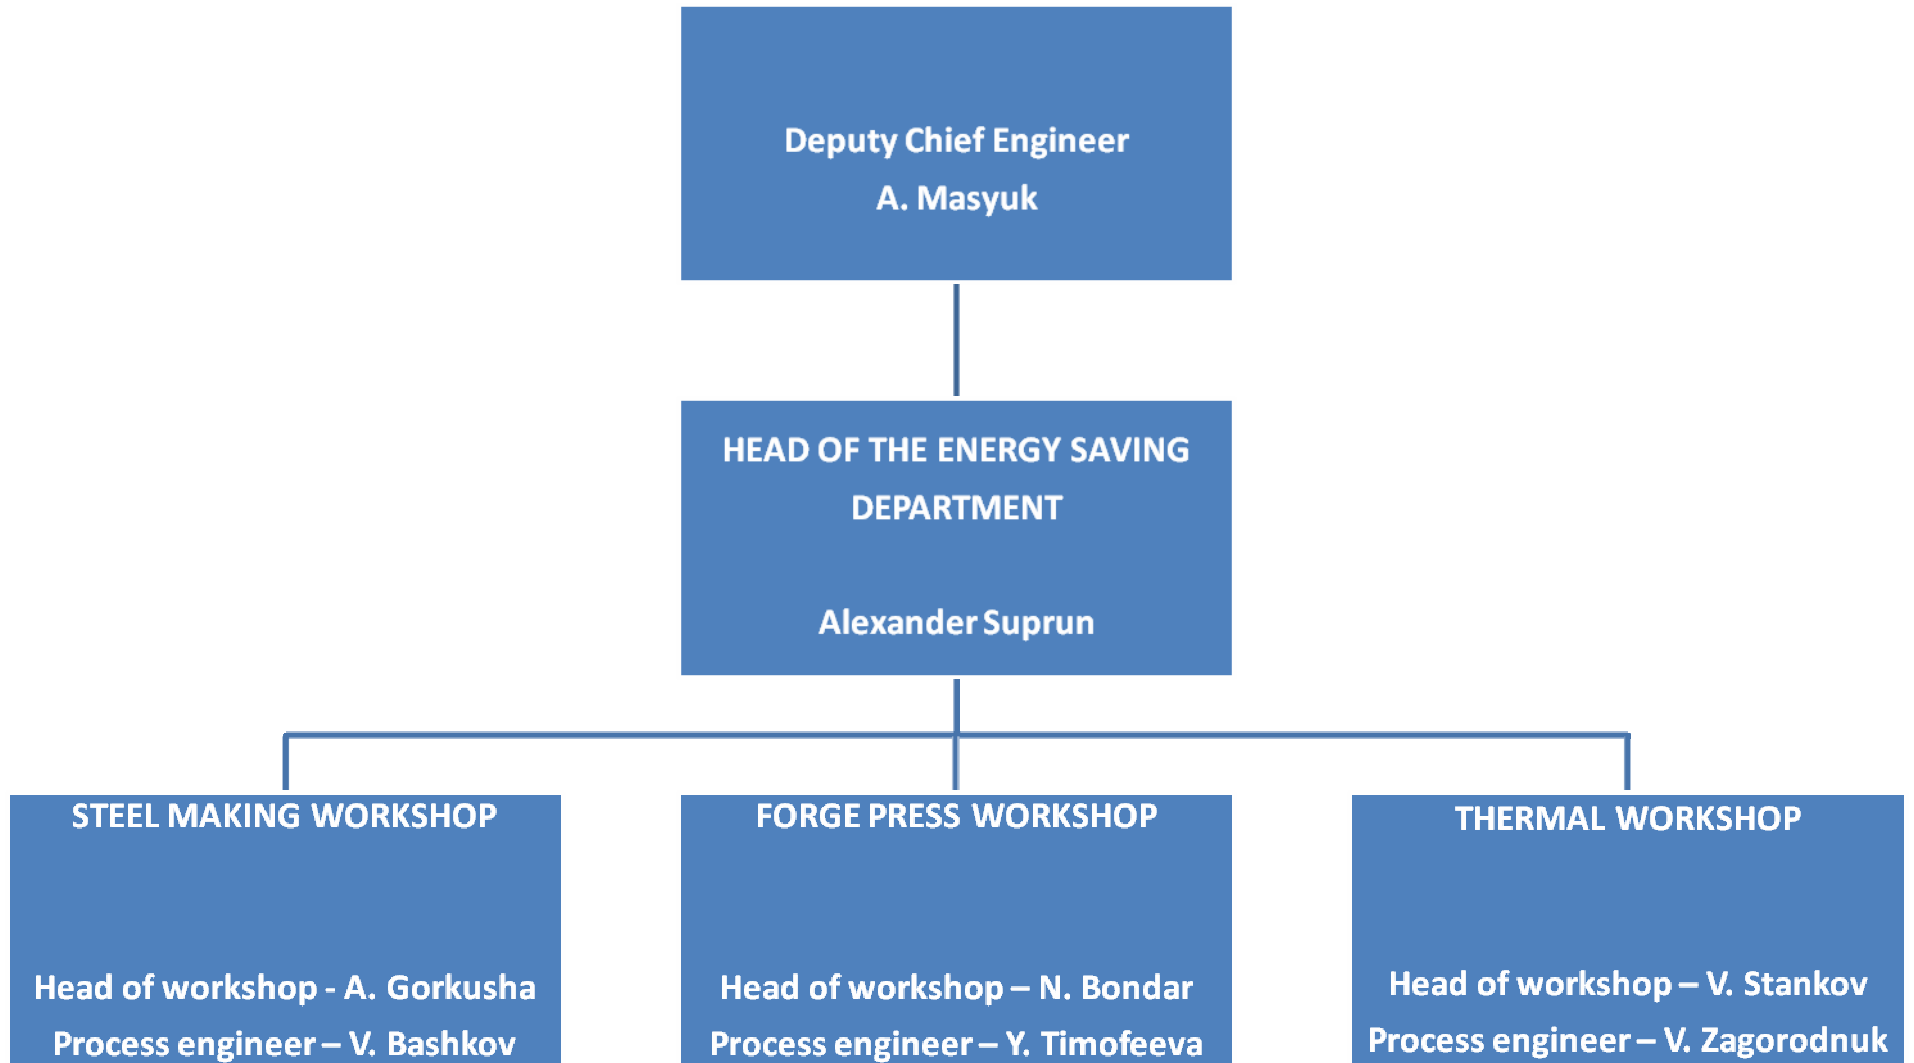 Deputy Chief Engineer
A. Masyuk
HEAD OF THE ENERGY SAVING
DEPARTMENT
Alexander Suprun
STEEL MAKING WORKSHOP
Head of workshop - A. Gorkusha
Process engineer – V. Bashkov
FORGE PRESS WORKSHOP
Head of workshop – N. Bondar
Process engineer – Y. Timofeeva
THERMAL WORKSHOP
Head of workshop – V. Stankov
Process engineer – V. Zagorodnuk